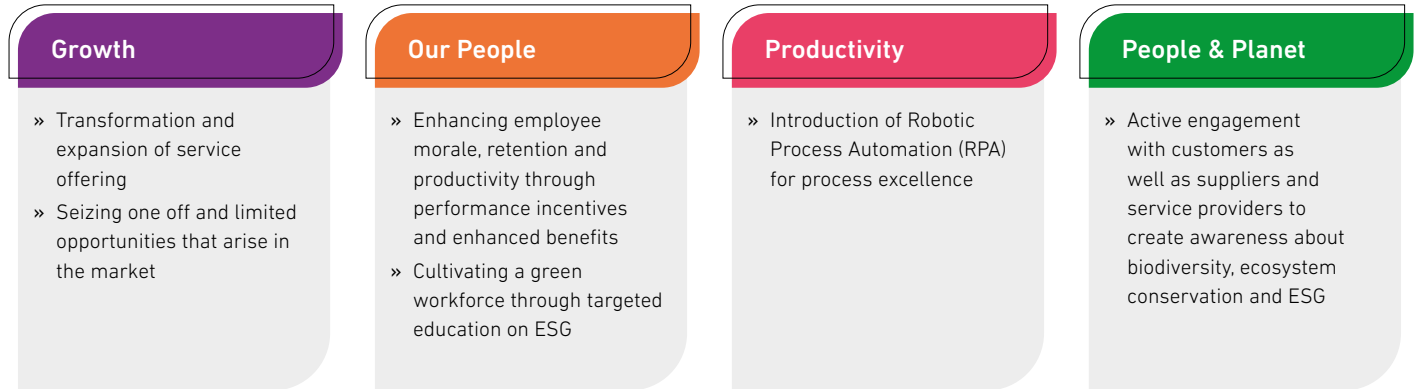 Growth
» Transformation and
expansion of service
offering
» Seizing one off and limited
opportunities that arise in
the market
Our People
» Enhancing employee
morale, retention and
productivity through
performance incentives
and enhanced benefits
» Cultivating a green
workforce through targeted
education on ESG
Productivity
» Introduction of Robotic
Process Automation (RPA)
for process excellence
People & Planet
» Active engagement
with customers as
well as suppliers and
service providers to
create awareness about
biodiversity, ecosystem
conservation and ESG